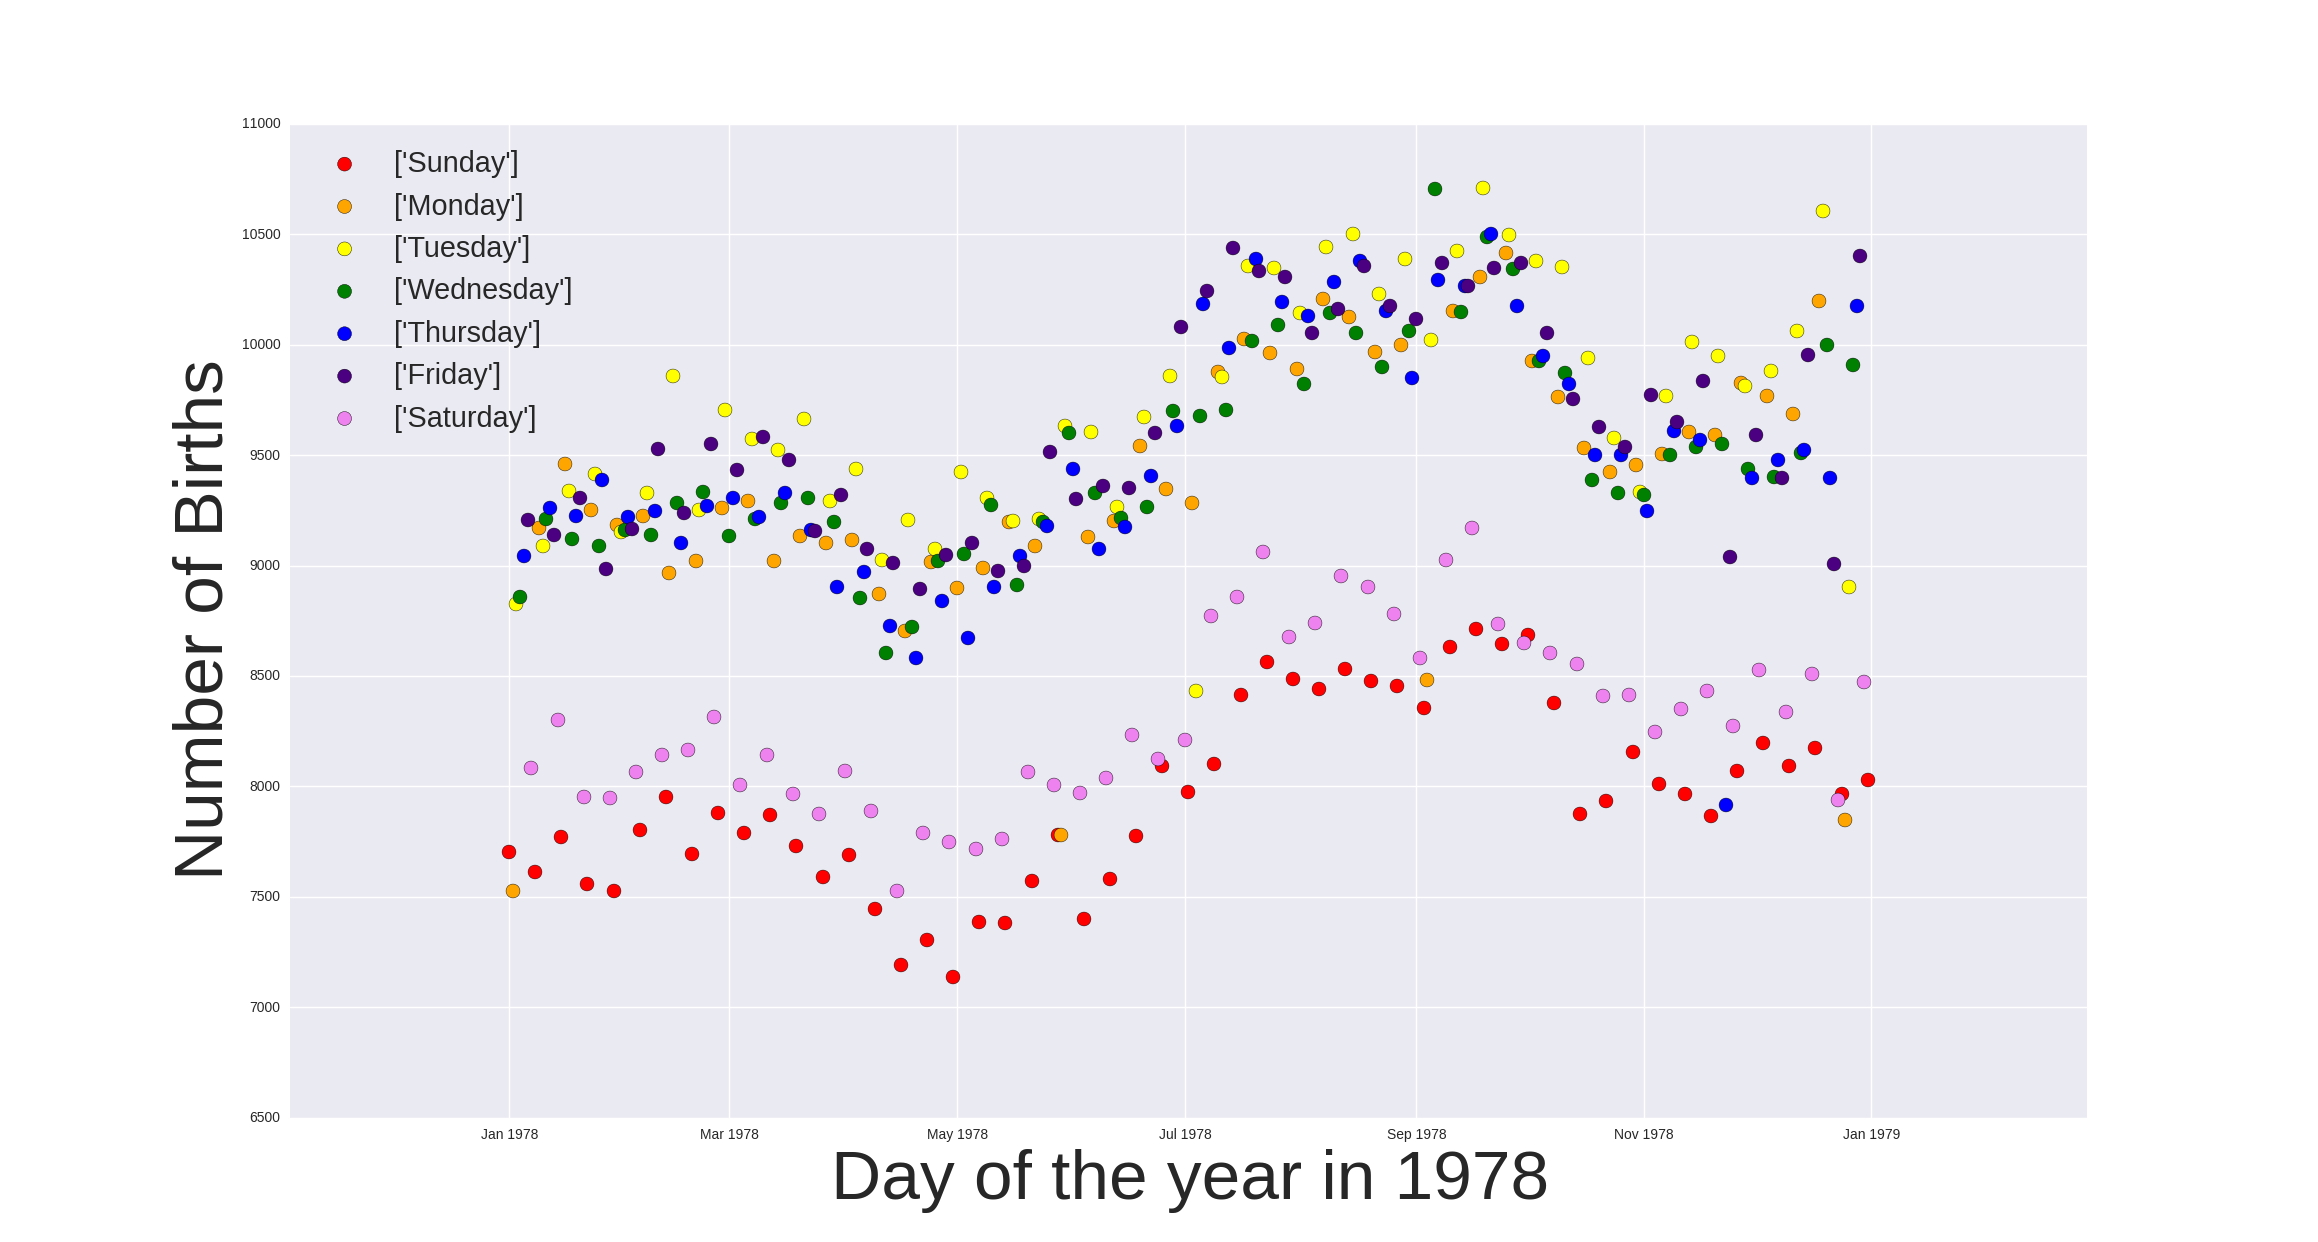 11000
10500
10000
9500
9000
8500
8000
7500
7000
6500
Number of Births
['Sunday']
['Monday']
['Tuesday']
['Wednesday']
['Thursday']
['Friday']
['Saturday']
Jan 1978 Mar 1978 May 1978 Jul 1978 Sep 1978 Nov 1978 Jan 1979
Day of the year in 1978